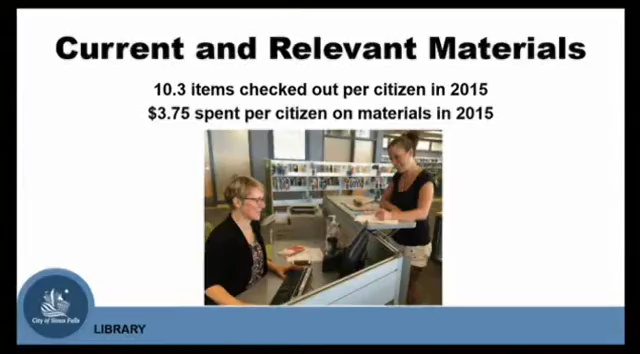 Current and Relevant Materials
10.3 items checked out per citizen in 2015
$3.75 spent per citizen on materials in 2015
City of Sioux Falls
LIBRARY